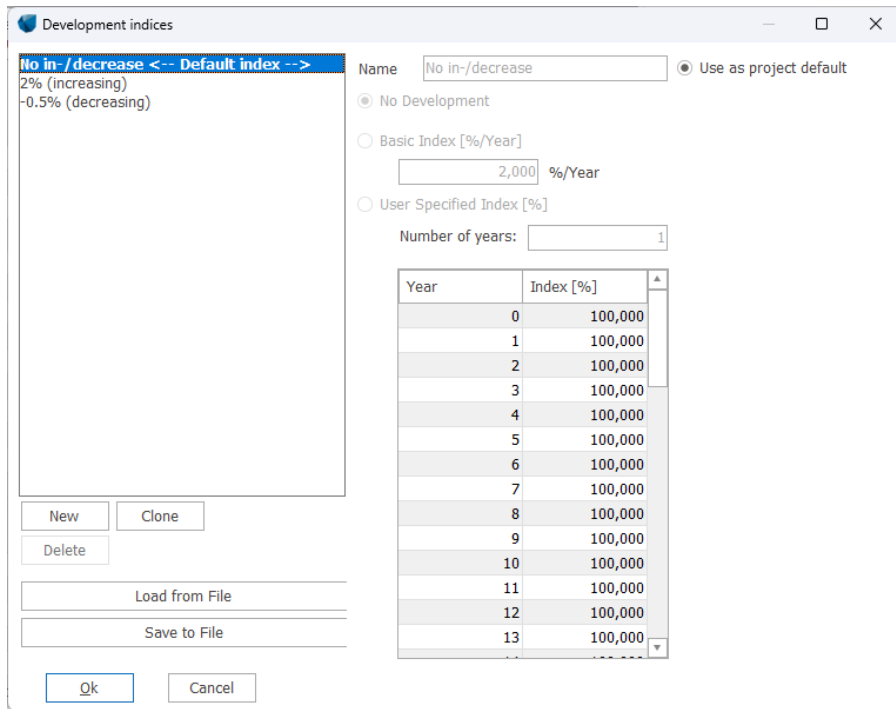 Development indices
No in-/decrease <-- Default index -->
2% (increasing)
-0.5% (decreasing)
New Clone
Delete
Load from File
Save to File
Ok Cancel
Name No in-/decrease Use as project default
No Development
Basic Index [%/Year]
2,000 %/Year
User Specified Index [%]
Number of years: 1
Year Index [%]
0 100,000
1 100,000
2 100,000
3 100,000
4 100,000
5 100,000
6 100,000
7 100,000
8 100,000
9 100,000
10 100,000
11 100,000
12 100,000
13 100,000